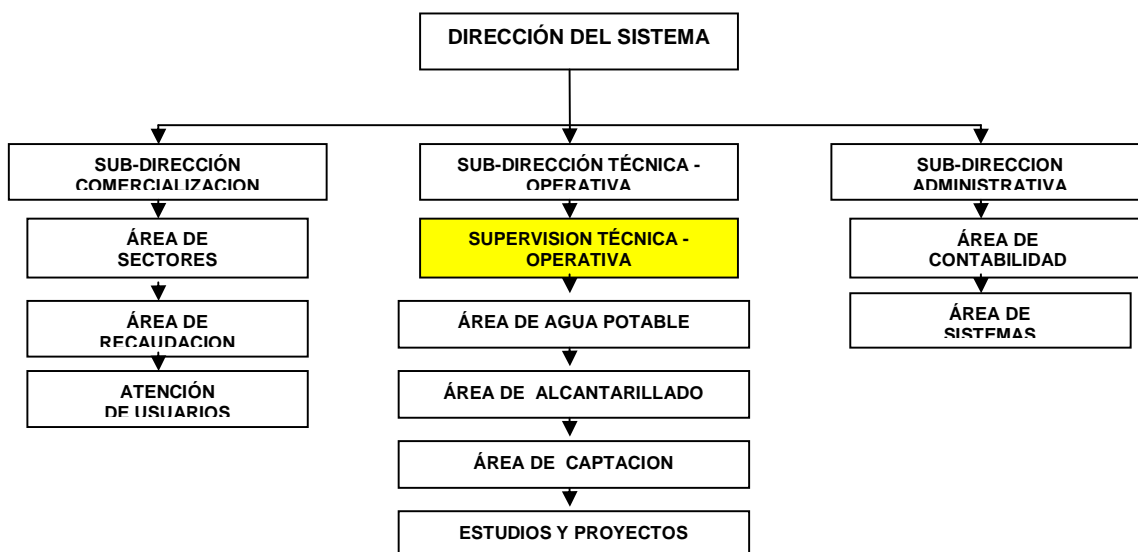 DIRECCIÓN DEL SISTEMA
SUB-DIRECCIÓN
COMERCIALIZACION
SUB-DIRECCIÓN TÉCNICA -
OPERATIVA
SUB-DIRECCION
ADMINISTRATIVA
ÁREA DE
SECTORES
SUPERVISION TÉCNICA -
OPERATIVA
ÁREA DE
CONTABILIDAD
ÁREA DE
RECAUDACION
ÁREA DE AGUA POTABLE
ÁREA DE
SISTEMAS
ATENCIÓN
DE USUARIOS
ÁREA DE  ALCANTARILLADO
ÁREA DE  CAPTACION
ESTUDIOS Y PROYECTOS